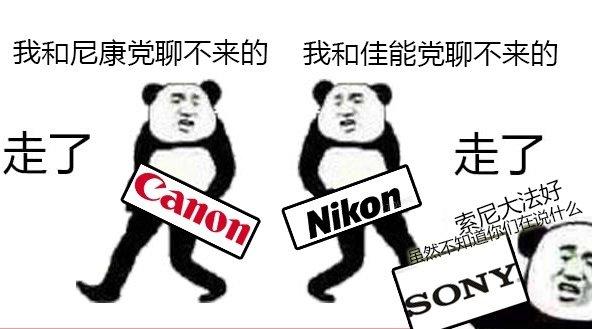 我和尼康党聊不来的
我和佳能党聊不来的
走了
走了
Canon
Nikon
索尼大法好
虽然不知道你们在说什么
SONY